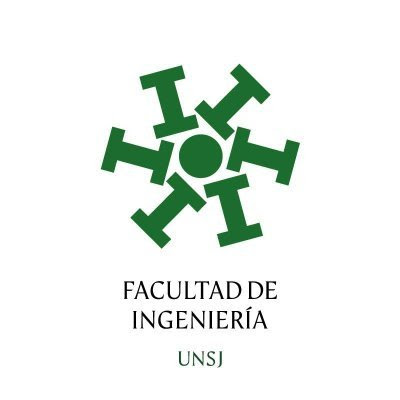 FACULTAD DE
INGENIERÍA
UNSJ